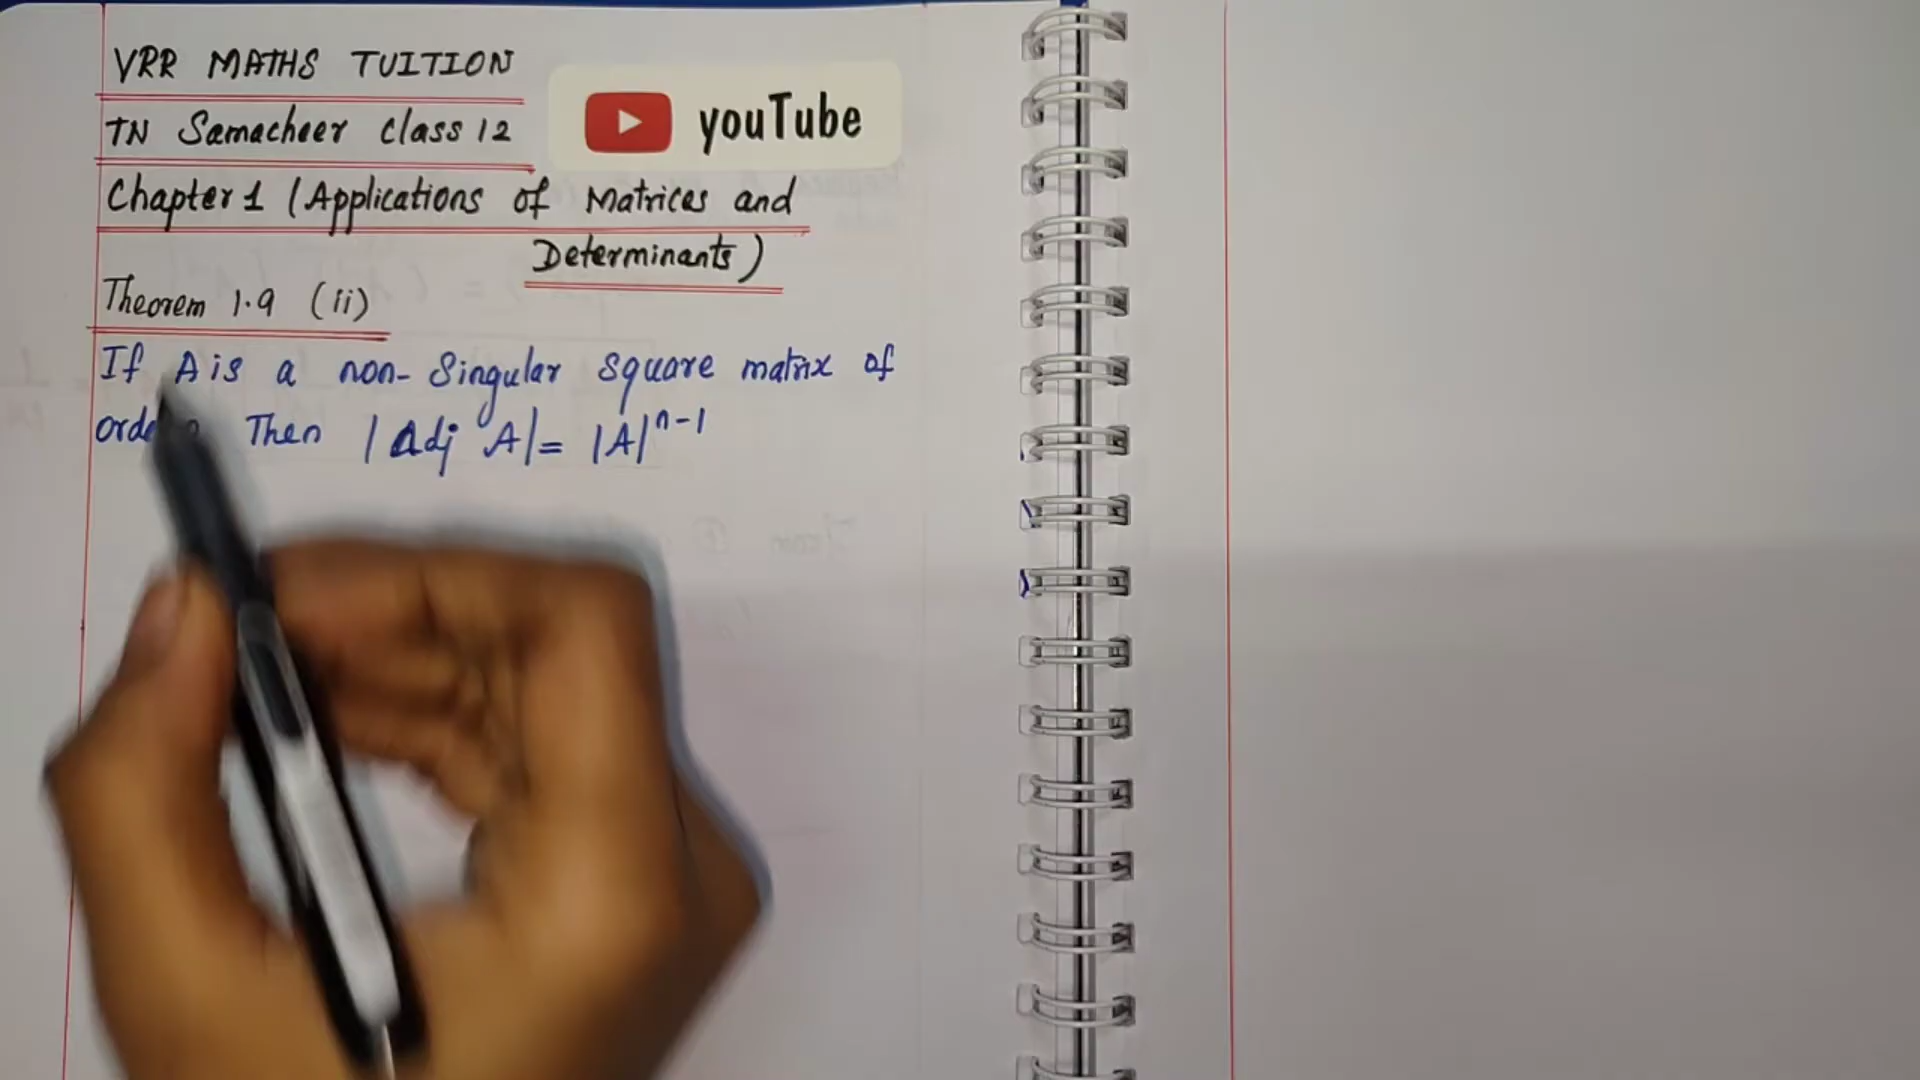 VRR MATHS TUITION
youTube
TN Samacheer Class 12
Chapter 1 (Applications of Matrices and
Determinants)
Theorem 1.9 (ii)
If A is a non-Singular square matrix of
Then |Adj A| = |A|^n-1